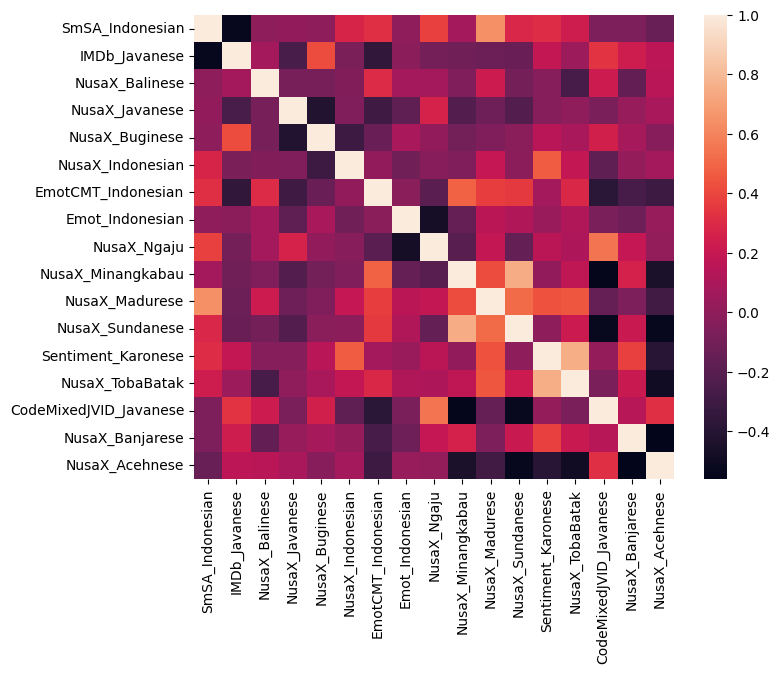 SmSA_Indonesian
IMDb_Javanese
NusaX_Balinese
NusaX_Javanese
NusaX_Buginese
NusaX_Indonesian
EmotCMT_Indonesian
Emot_Indonesian
NusaX_Ngaju
NusaX_Minangkabau
NusaX_Madurese
NusaX_Sundanese
Sentiment_Karonese
NusaX_TobaBatak
CodeMixedJVID_Javanese
NusaX_Banjarese
NusaX_Acehnese
SmSA_Indonesian
IMDb_Javanese
NusaX_Balinese
NusaX_Javanese
NusaX_Buginese
NusaX_Indonesian
EmotCMT_Indonesian
Emot_Indonesian
NusaX_Ngaju
NusaX_Minangkabau
NusaX_Madurese
NusaX_Sundanese
Sentiment_Karonese
NusaX_TobaBatak
CodeMixedJVID_Javanese
NusaX_Banjarese
NusaX_Acehnese
1.0
0.8
0.6
0.4
0.2
0.0
−0.2
−0.4